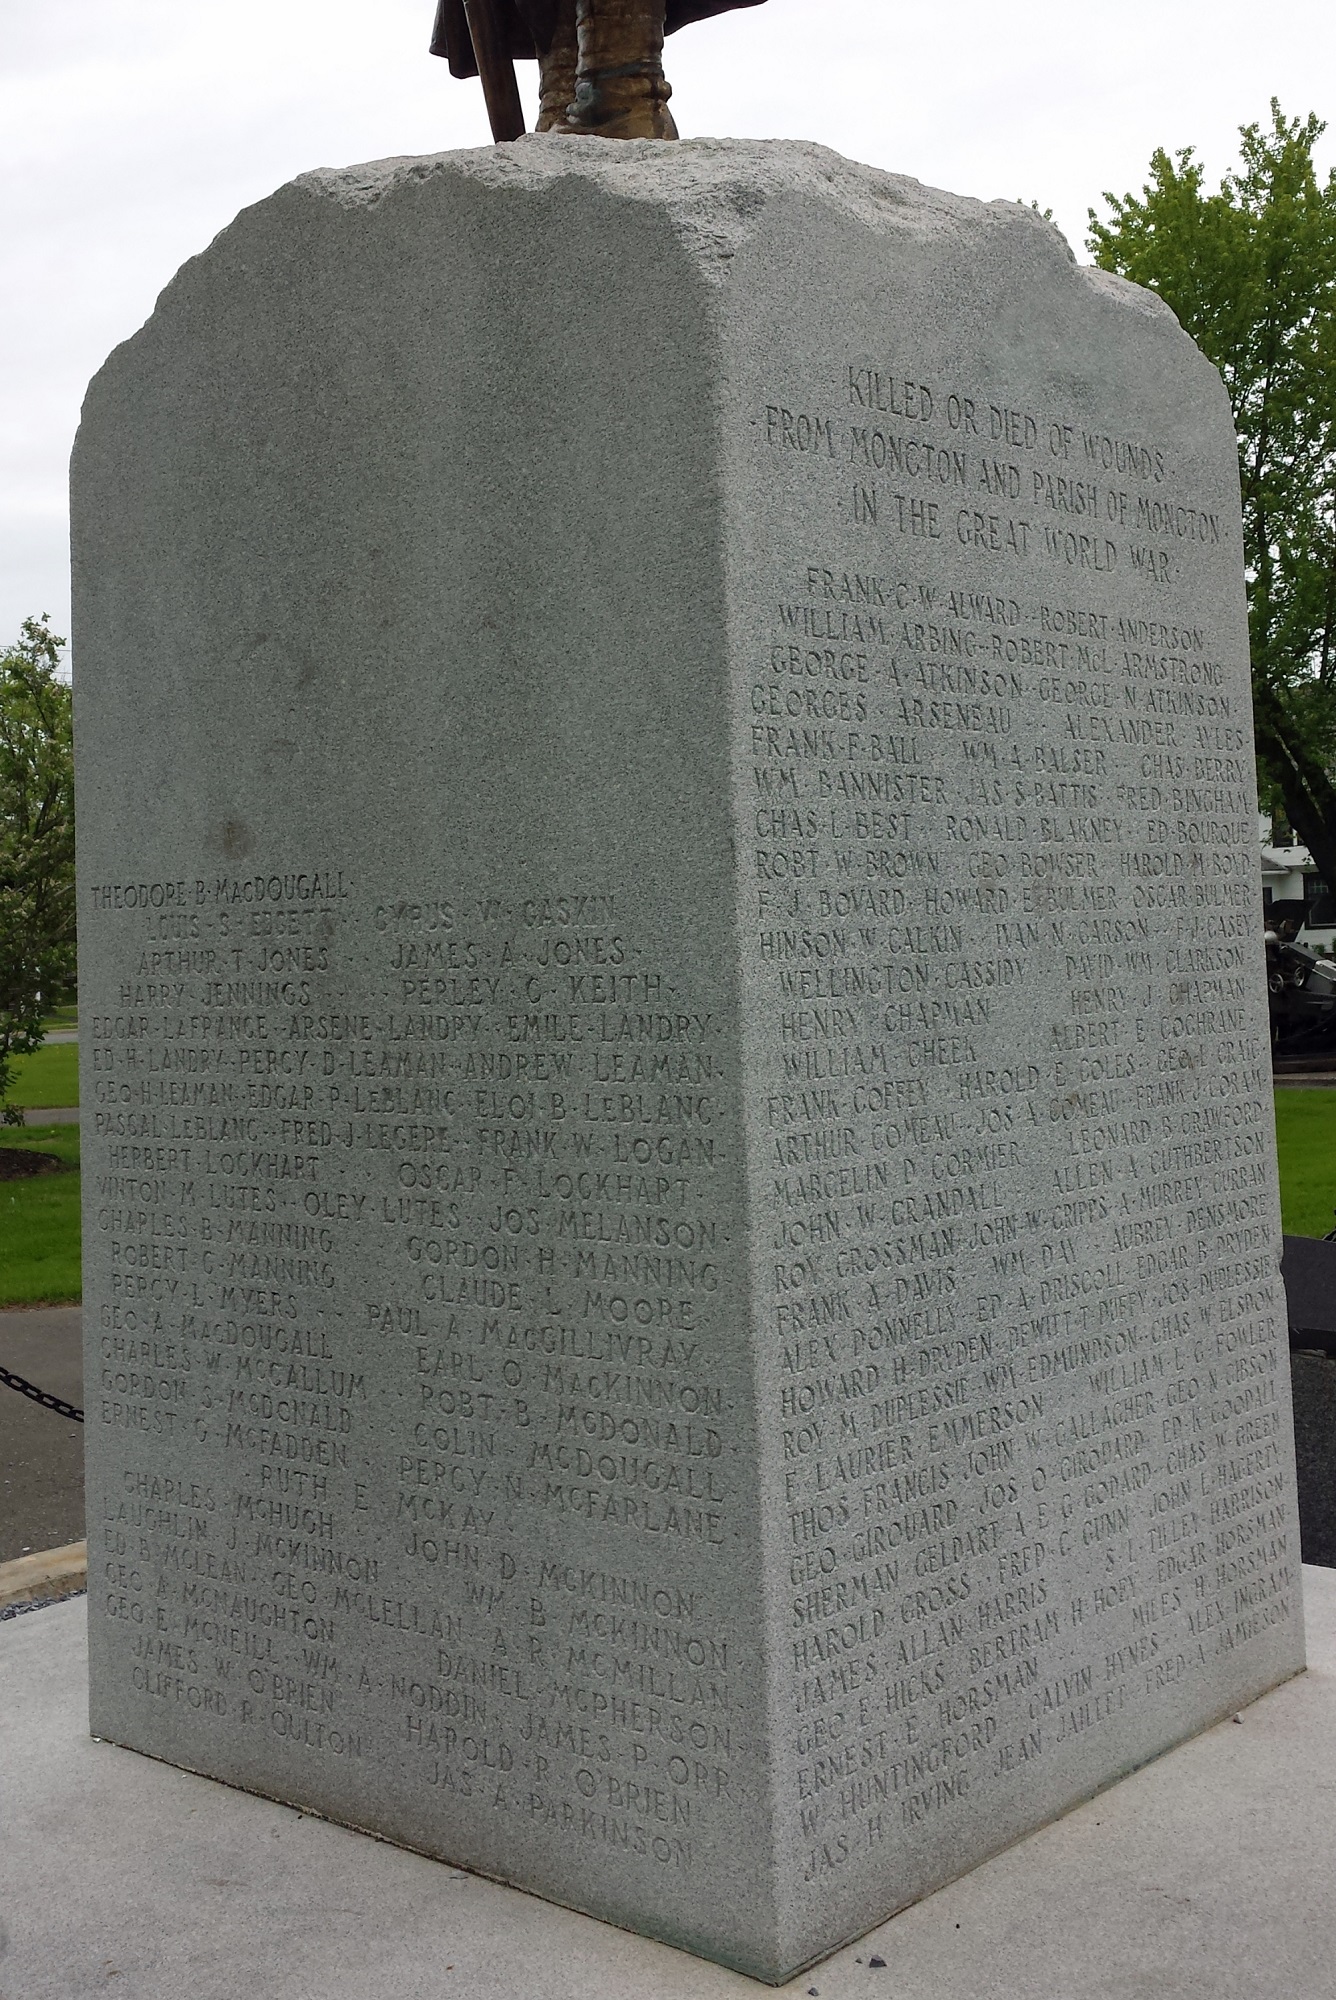 THEODORE·B·MACDOUGALL·
LOUIS·S·EDGETT·· CYRUS·W·GASKIN
ARTHUR·T·JONES ·· JAMES·A·JONES·
HARRY·JENNINGS ·· PERLEY·C·KEITH·
EDGAR·LAFRANCE··ARSENE·LANDRY··EMILE·LANDRY·
ED·H·LANDRY·PERCY·D·LEAMAN·ANDREW·LEAMAN·
GEO·H·LEAMAN·EDGAR·P·LEBLANC·ELOI·B·LEBLANC·
PASCAL·LEBLANC··FRED·J·LEGERE··FRANK·W·LOGAN·
HERBERT·LOCKHART ·· OSCAR·F·LOCKHART·
VINTON·M·LUTES··OLEY·LUTES··JOS·MELANSON·
CHARLES·B·MANNING ·· GORDON·H·MANNING
ROBERT·C·MANNING ·· CLAUDE·L·MOORE·
PERCY·L·MYERS ·· PAUL·A·MACGILLIVRAY·
GEO·A·MACDOUGALL ·· EARL·O·MACKINNON·
CHARLES·W·MCCALLUM ·· ROBT·B·MCDONALD·
GORDON·S·MCDONALD ·· COLIN·MCDOUGALL
ERNEST·G·MCFADDEN ·· PERCY·N·MCFARLANE·
·RUTH·E·MCKAY·
CHARLES·MCHUGH ·· JOHN·D·MCKINNON·
LAUGHLIN·J·MCKINNON ·· WM·B·MCKINNON·
ED·B·MCLEAN··GEO·MCLELLAN··A·R·MCMILLAN·
GEO·A·MCNAUGHTON ·· DANIEL·MCPHERSON·
GEO·E·MCNEILL·WM·A·NODDIN·JAMES·P·ORR·
JAMES·W·O'BRIEN ·· HAROLD·R·O'BRIEN
CLIFFORD·R·OULTON ·· JAS·A·PARKINSON
·KILLED OR DIED OF WOUNDS·
·FROM·MONCTON AND PARISH OF MONCTON·
·IN THE GREAT WORLD WAR·
FRANK·C·W·ALWARD··ROBERT·ANDERSON
WILLIAM·ARBING··ROBERT·MCL·ARMSTRONG
GEORGE·A·ATKINSON··GEORGE·N·ATKINSON
GEORGES·ARSENEAU ·· ALEXANDER·AYLES·
FRANK·F·BALL ·· WM·A·BALSER ·· CHAS·BERRY·
WM·BANNISTER·JAS·S·BATTIS··FRED·BINGHAM
CHAS·L·BEST ·· RONALD·BLAKNEY··ED·BOURQUE
ROBT·W·BROWN··GEO·BOWSER··HAROLD·M·BOYD·
F·J·BOVARD·HOWARD·E·BULMER·OSCAR·BULMER·
HINSON·W·CALKIN··IVAN·N·CARSON··F·J·CASEY
WELLINGTON·CASSIDY·· DAVID·WM·CLARKSON
HENRY·CHAPMAN HENRY·J·CHAPMAN
WILLIAM·CHEEK ·· ALBERT·E·COCHRANE·
FRANK·COFFEY··HAROLD·E·COLES··GEO·L·CRAIG
ARTHUR·COMEAU··JOS·A·COMEAU··FRANK·J·CORAM
MARCELIN·D·CORMIER ·· LEONARD·B·CRAWFORD
JOHN·W·CRANDALL ·· ALLEN·A·CUTHBERTSON
ROY·CROSSMAN·JOHN·W·CRIPPS·A·MURREY·CURRAN
FRANK·A·DAVIS··WM·DAY··AUBREY·DENSMORE
ALEX·DONNELLY·ED·A·DRISCOLL·EDGAR·B·DRYDEN
HOWARD·H·DRYDEN·DEWITT·T·DUFFY·JOS·DUPLESSIE
ROY·M·DUPLESSIE·WM·EDMUNDSON··CHAS·W·ELSDON
F·LAURIER·EMMERSON ·· WILLIAM·L·G·FOWLER
THOS·FRANCIS·JOHN·W·GALLAGHER·GEO·N·GIBSON
GEO·GIROUARD··JOS·O·GIROUARD··ED·K·GOODALL
SHERMAN·GELDART·A·E·G·GODARD··CHAS·W·GREEN
HAROLD·GROSS··FRED·C·GUNN··JOHN·L·HAGERTY
JAMES·ALLAN·HARRIS ·· S·L·TILLEY·HARRISON
GEO·E·HICKS·BERTRAM·H·HOEY·EDGAR·HORSMAN
ERNEST·E·HORSMAN ·· MILES·H·HORSMAN
W·HUNTINGFORD··CALVIN·HYNES··ALEX·INGRAM
JAS·H·IRVING··JEAN·JAILLET··FRED·A·JAMIESON